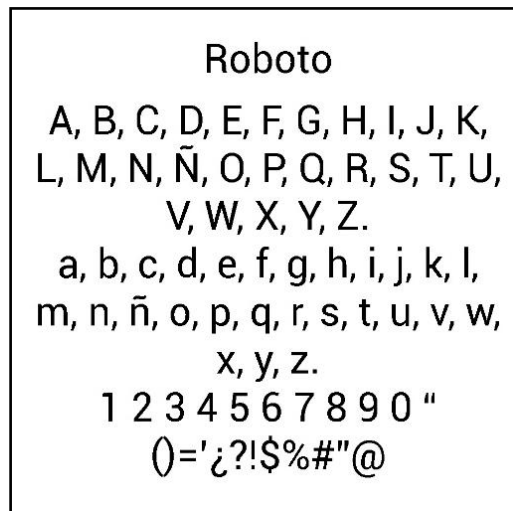 Roboto
A, B, C, D, E, F, G, H, I, J, K,
L, M, N, Ñ, O, P, Q, R, S, T, U,
V, W, X, Y, Z.
a, b, c, d, e, f, g, h, i, j, k, l,
m, n, ñ, o, p, q, r, s, t, u, v, w,
x, y, z.
1 2 3 4 5 6 7 8 9 0 “
()='¿?!$%#"@